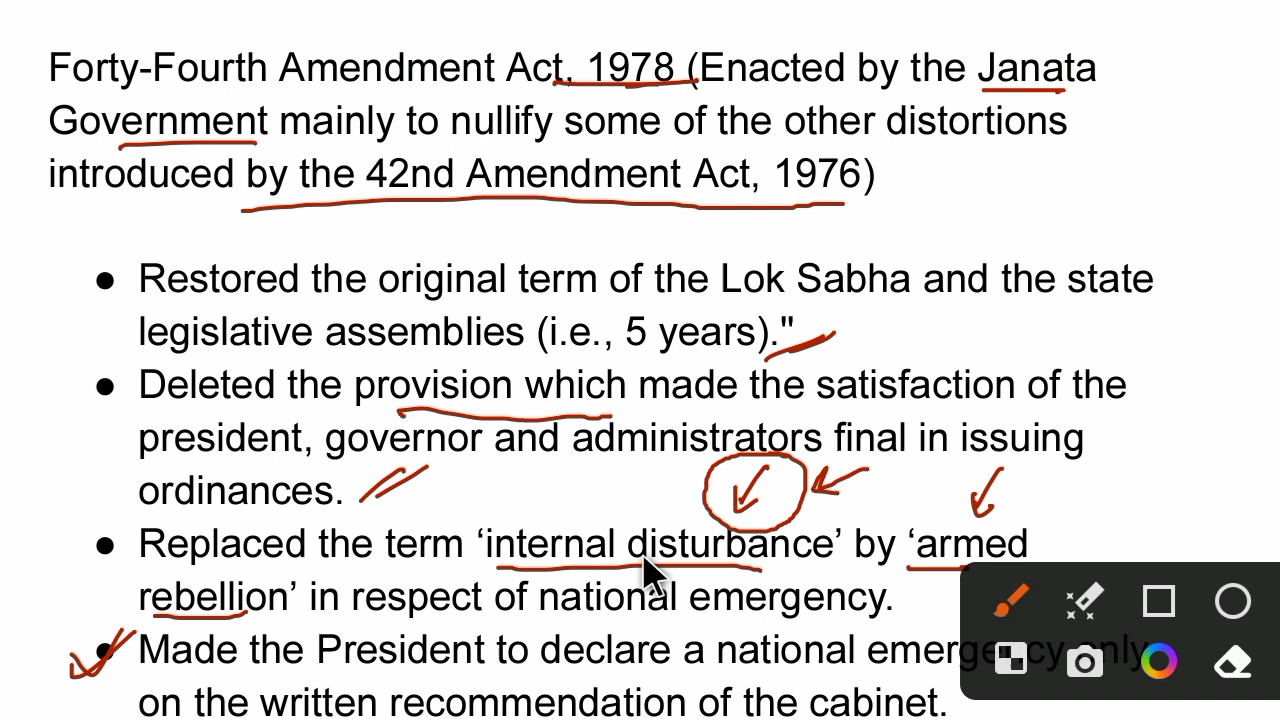 Forty-Fourth Amendment Act, 1978 (Enacted by the Janata
Government mainly to nullify some of the other distortions
introduced by the 42nd Amendment Act, 1976)
● Restored the original term of the Lok Sabha and the state
legislative assemblies (i.e., 5 years)."
● Deleted the provision which made the satisfaction of the
president, governor and administrators final in issuing
ordinances.
● Replaced the term ‘internal disturbance’ by ‘armed
rebellion’ in respect of national emergency.
● Made the President to declare a national emergency only
on the written recommendation of the cabinet.